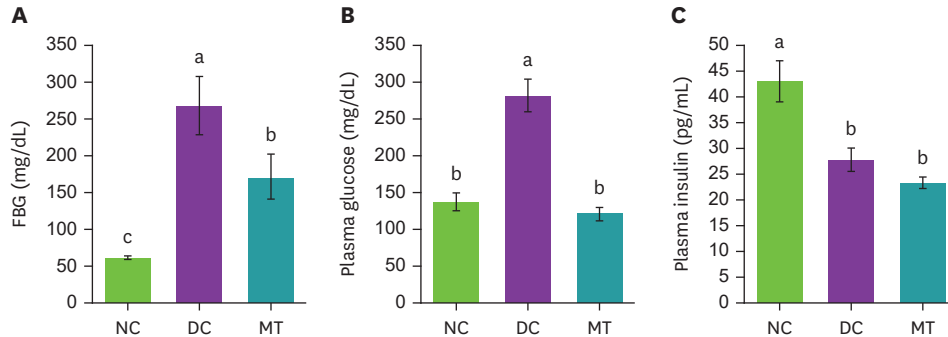 A
FBG (mg/dL)
350
300
250
200
150
100
50
0
c
a
b
NC DC MT
B
Plasma glucose (mg/dL)
350
300
250
200
150
100
50
0
b
a
b
NC DC MT
C
Plasma insulin (pg/mL)
50
45
40
35
30
25
20
15
10
5
0
a
b
b
NC DC MT